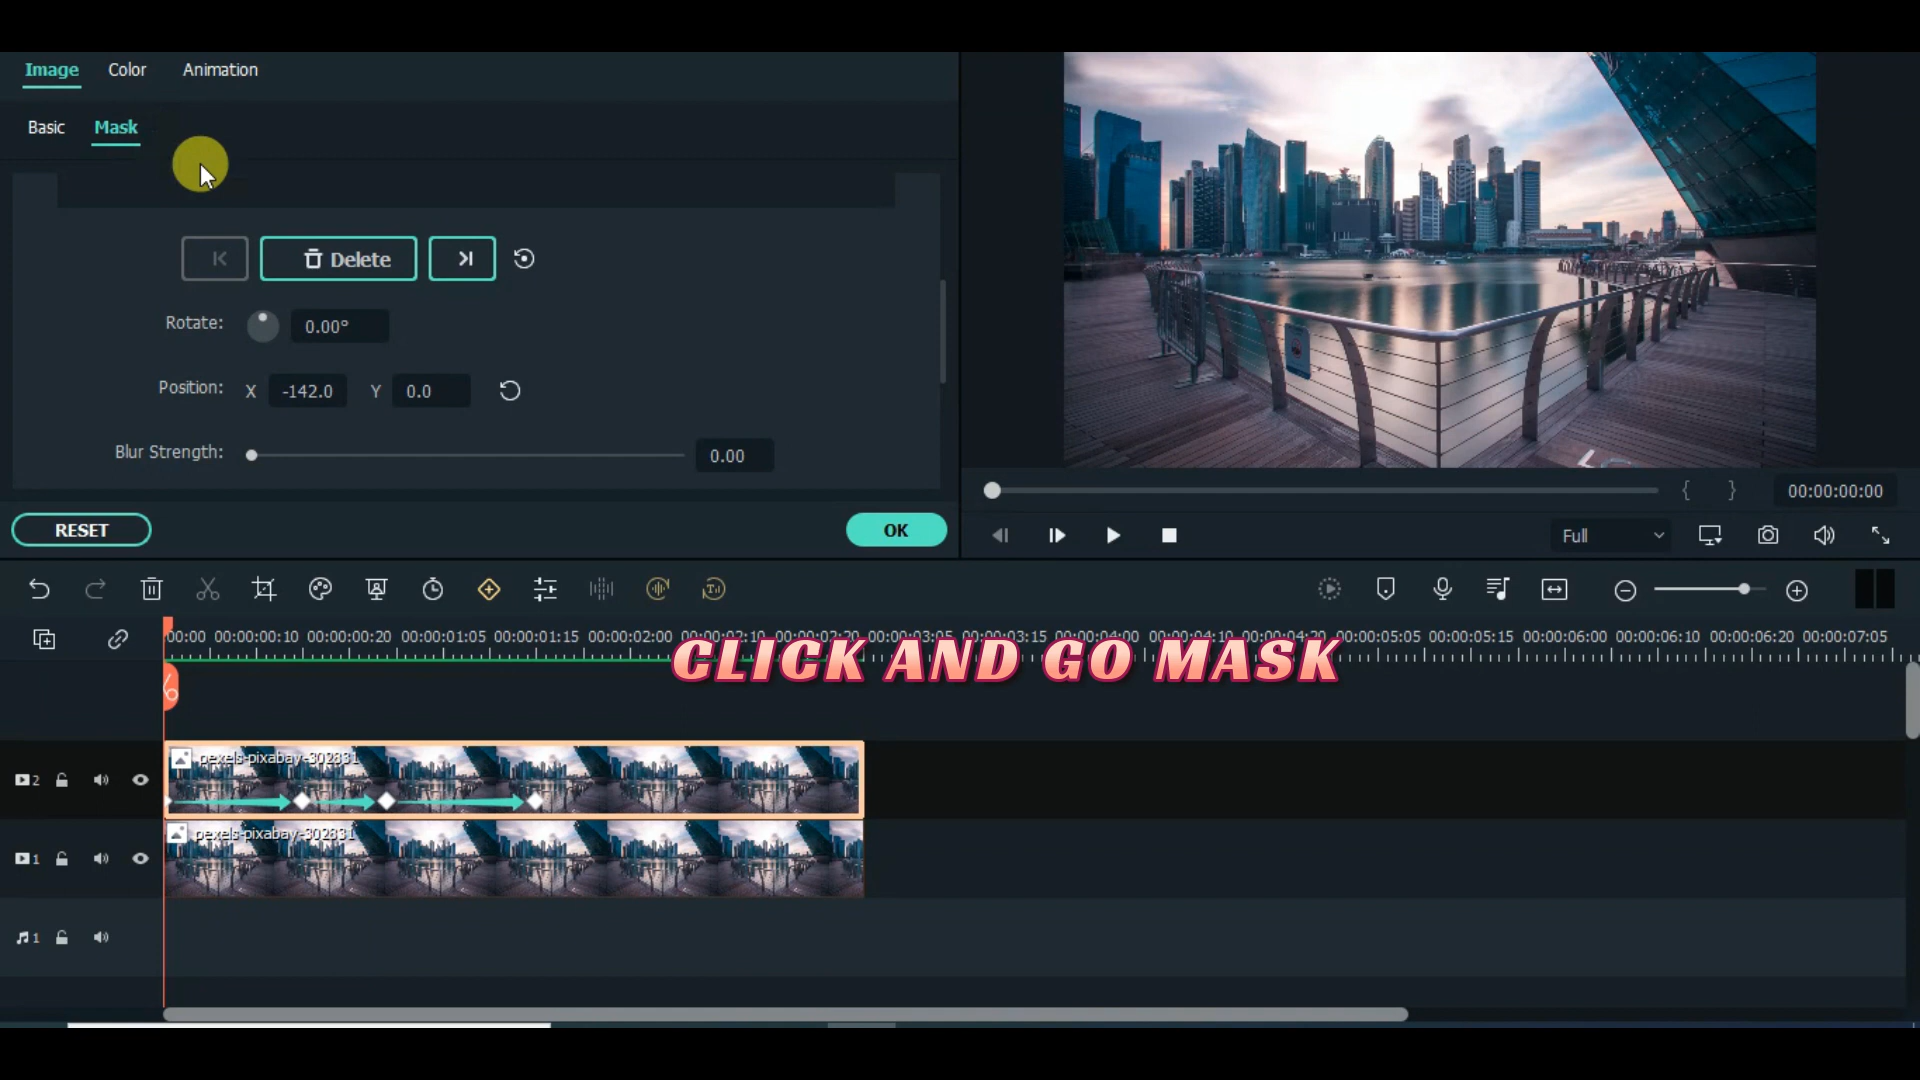 Image Color Animation
Basic Mask
Delete
Rotate: 0.00°
Position: X -142.0 Y 0.0
Blur Strength: 0.00
RESET OK
00:00:00:00
Full
00:00 00:00:00:10 00:00:00:20 00:00:01:05 00:00:01:15 00:00:02:00 00:00:02:10 00:00:02:20 00:00:03:05 00:00:03:15 00:00:04:00 00:00:04:10 00:00:04:20 00:00:05:05 00:00:05:15 00:00:06:00 00:00:06:10 00:00:06:20 00:00:07:05
CLICK AND GO MASK
2 pexels-pixabay-302831
1 pexels-pixabay-302831
1